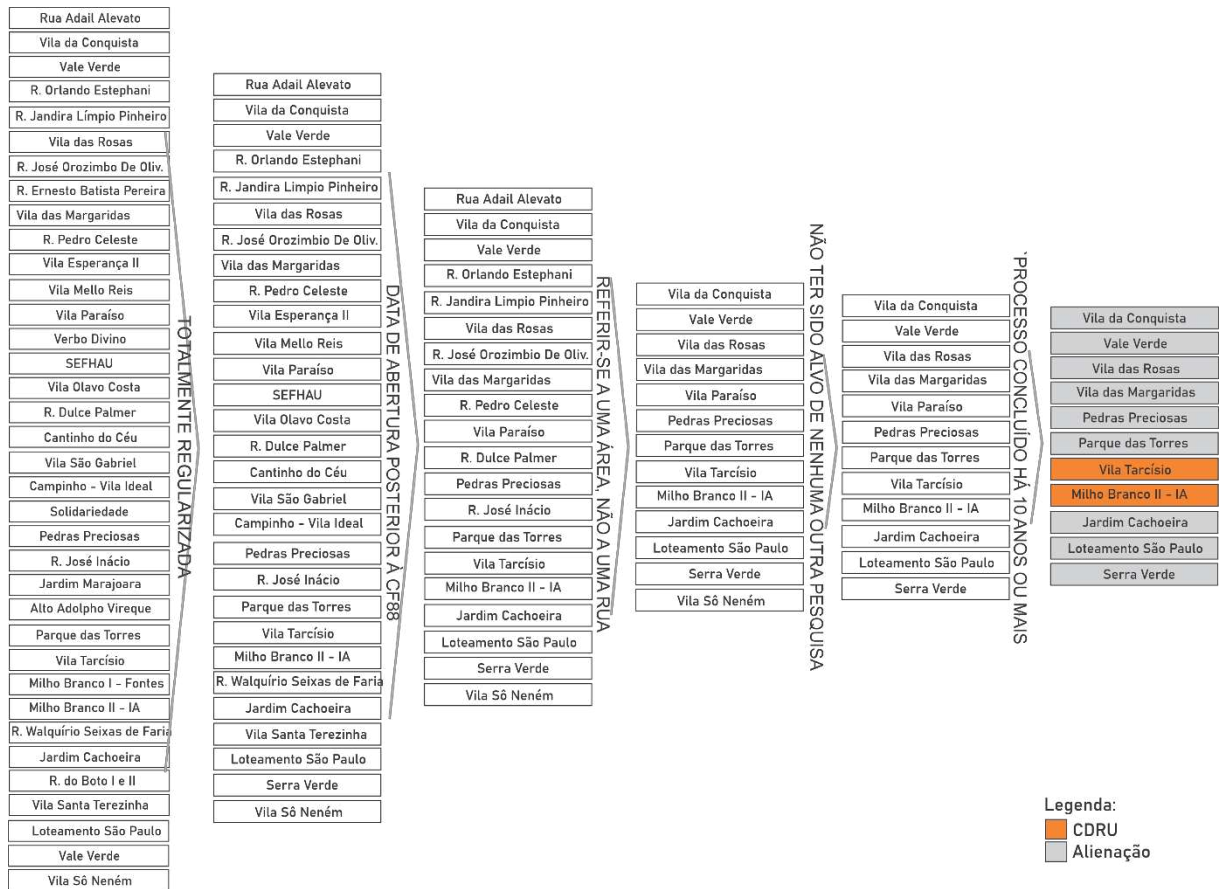 Rua Adail Alevato
Vila da Conquista
Vale Verde
R. Orlando Estephani
R. Jandira Límpio Pinheiro
Vila das Rosas
R. José Orozimbo De Oliv.
R. Ernesto Batista Pereira
Vila das Margaridas
R. Pedro Celeste
Vila Esperança II
Vila Mello Reis
Vila Paraíso
Verbo Divino
SEFHAU
Vila Olavo Costa
R. Dulce Palmer
Cantinho do Céu
Vila São Gabriel
Campinho - Vila Ideal
Solidariedade
Pedras Preciosas
R. José Inácio
Jardim Marajoara
Alto Adolpho Vireque
Parque das Torres
Vila Tarcísio
Milho Branco I - Fontes
Milho Branco II - IA
R. Walquírio Seixas de Faria
Jardim Cachoeira
R. do Boto I e II
Vila Santa Terezinha
Loteamento São Paulo
Vale Verde
Vila Sô Neném
TOTALMENTE REGULARIZADA
Rua Adail Alevato
Vila da Conquista
Vale Verde
R. Orlando Estephani
R. Jandira Limpio Pinheiro
Vila das Rosas
R. José Orozimbio De Oliv.
Vila das Margaridas
R. Pedro Celeste
Vila Esperança II
Vila Mello Reis
Vila Paraíso
SEFHAU
Vila Olavo Costa
R. Dulce Palmer
Cantinho do Céu
Vila São Gabriel
Campinho - Vila Ideal
Pedras Preciosas
R. José Inácio
Parque das Torres
Vila Tarcísio
Milho Branco II - IA
R. Walquírio Seixas de Faria
Jardim Cachoeira
Vila Santa Terezinha
Loteamento São Paulo
Serra Verde
Vila Sô Neném
DATA DE ABERTURA POSTERIOR À CF88
Rua Adail Alevato
Vila da Conquista
Vale Verde
R. Orlando Estephani
R. Jandira Limpio Pinheiro
Vila das Rosas
R. José Orozimbio De Oliv.
Vila das Margaridas
R. Pedro Celeste
Vila Paraíso
R. Dulce Palmer
Pedras Preciosas
R. José Inácio
Parque das Torres
Vila Tarcísio
Milho Branco II - IA
Jardim Cachoeira
Loteamento São Paulo
Serra Verde
Vila Sô Neném
REFERIR-SE A UMA ÁREA, NÃO A UMA RUA
Vila da Conquista
Vale Verde
Vila das Rosas
Vila das Margaridas
Vila Paraíso
Pedras Preciosas
Parque das Torres
Vila Tarcísio
Milho Branco II - IA
Jardim Cachoeira
Loteamento São Paulo
Serra Verde
Vila Sô Neném
NÃO TER SIDO ALVO DE NENHUMA OUTRA PESQUISA
Vila da Conquista
Vale Verde
Vila das Rosas
Vila das Margaridas
Vila Paraíso
Pedras Preciosas
Parque das Torres
Vila Tarcísio
Milho Branco II - IA
Jardim Cachoeira
Loteamento São Paulo
Serra Verde
`PROCESSO CONCLUÍDO HÁ 10 ANOS OU MAIS
Vila da Conquista
Vale Verde
Vila das Rosas
Vila das Margaridas
Pedras Preciosas
Parque das Torres
Vila Tarcísio
Milho Branco II - IA
Jardim Cachoeira
Loteamento São Paulo
Serra Verde
Legenda:
CDRU
Alienação